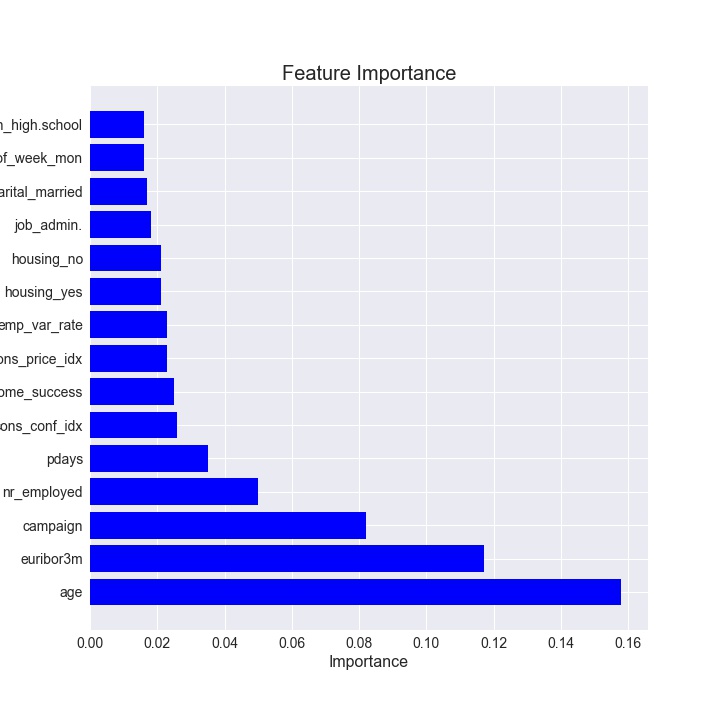 Feature Importance
n_high.school
of_week_mon
arital_married
job_admin.
housing_no
housing_yes
emp_var_rate
ons_price_idx
ome_success
ons_conf_idx
pdays
nr_employed
campaign
euribor3m
age
0.00 0.02 0.04 0.06 0.08 0.10 0.12 0.14 0.16
Importance